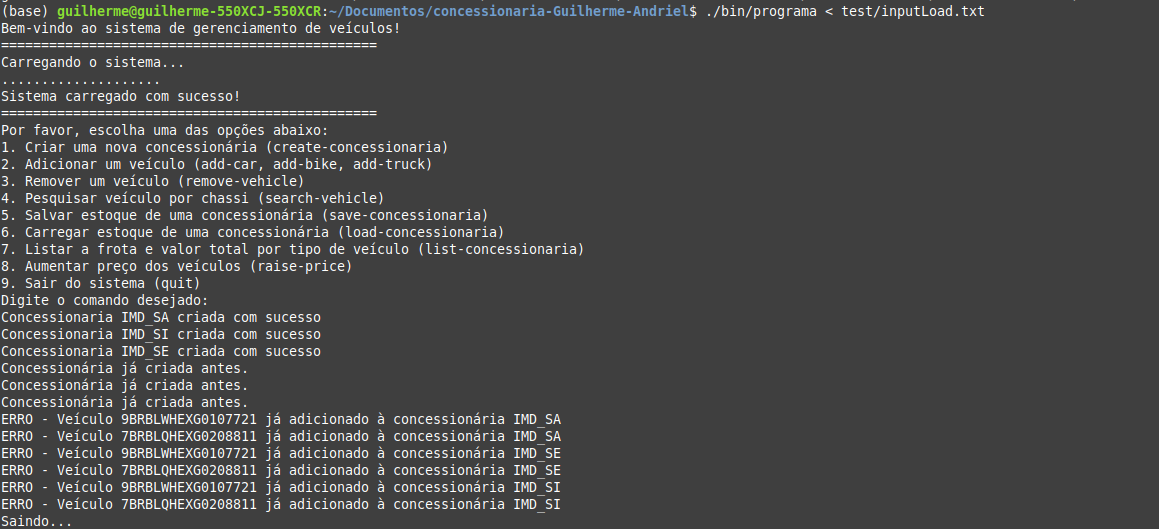 (base) guilherme@guilherme-550XCJ-550XCR:~/Documentos/concessionaria-Guilherme-Andriel$ ./bin/programa < test/inputLoad.txt
Bem-vindo ao sistema de gerenciamento de veículos!
===============================================
Carregando o sistema...
....................
Sistema carregado com sucesso!
===============================================
Por favor, escolha uma das opções abaixo:
1. Criar uma nova concessionária (create-concessionaria)
2. Adicionar um veículo (add-car, add-bike, add-truck)
3. Remover um veículo (remove-vehicle)
4. Pesquisar veículo por chassi (search-vehicle)
5. Salvar estoque de uma concessionária (save-concessionaria)
6. Carregar estoque de uma concessionária (load-concessionaria)
7. Listar a frota e valor total por tipo de veículo (list-concessionaria)
8. Aumentar preço dos veículos (raise-price)
9. Sair do sistema (quit)
Digite o comando desejado:
Concessionaria IMD_SA criada com sucesso
Concessionaria IMD_SI criada com sucesso
Concessionaria IMD_SE criada com sucesso
Concessionária já criada antes.
Concessionária já criada antes.
Concessionária já criada antes.
ERRO - Veículo 9BRBLWHEXG0107721 já adicionado à concessionária IMD_SA
ERRO - Veículo 7BRBLQHEXG0208811 já adicionado à concessionária IMD_SA
ERRO - Veículo 9BRBLWHEXG0107721 já adicionado à concessionária IMD_SE
ERRO - Veículo 7BRBLQHEXG0208811 já adicionado à concessionária IMD_SE
ERRO - Veículo 9BRBLWHEXG0107721 já adicionado à concessionária IMD_SI
ERRO - Veículo 7BRBLQHEXG0208811 já adicionado à concessionária IMD_SI
Saindo...